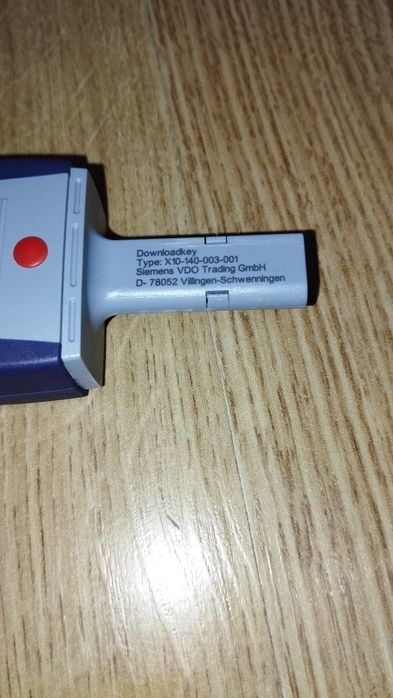 Downloadkey
Type: X10-140-003-001
Siemens VDO Trading GmbH
D- 78052 Villingen-Schwenningen